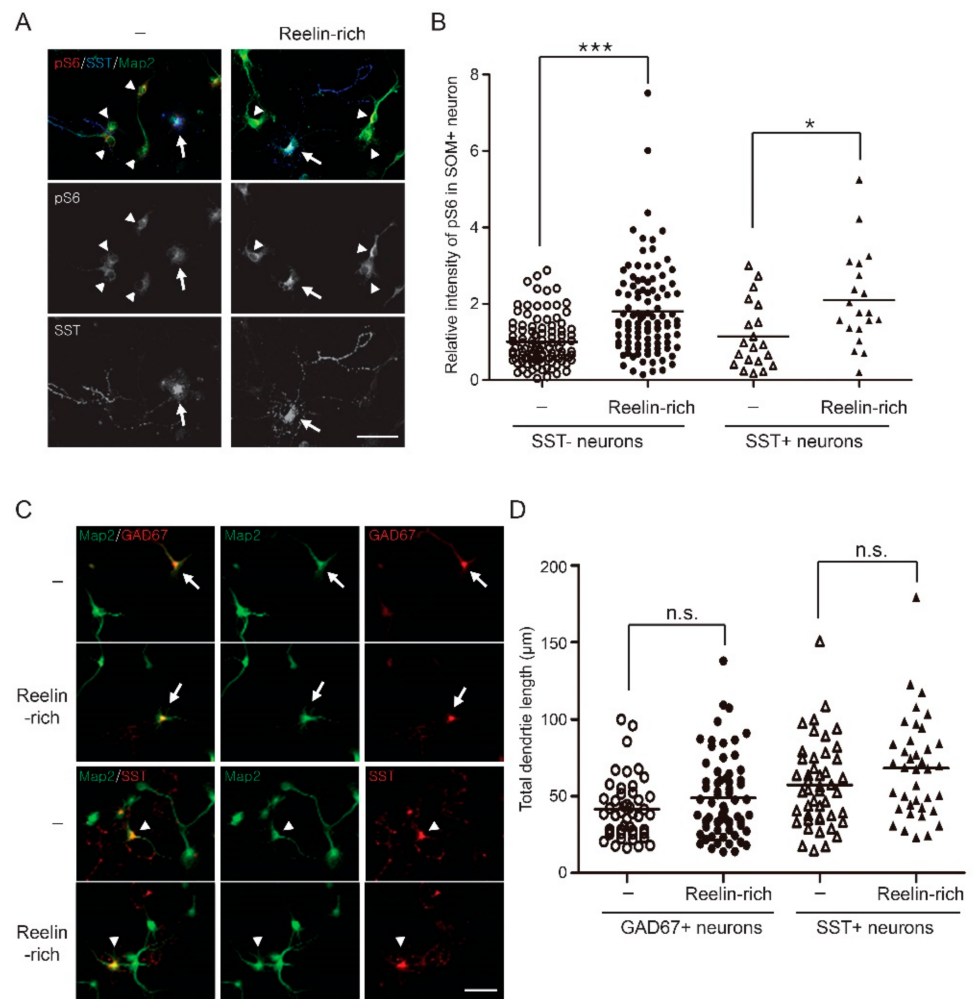 A
–
Reelin-rich
pS6/SST/Map2
pS6
SST
B
Relative intensity of pS6 in SOM+ neuron
8
6
4
2
0
***
*
–
Reelin-rich
–
Reelin-rich
SST- neurons
SST+ neurons
C
Map2/GAD67
Map2
GAD67
–
Reelin
-rich
Map2/SST
Map2
SST
–
Reelin
-rich
D
Total dendrtie length (μm)
200
150
100
50
0
n.s.
n.s.
–
Reelin-rich
–
Reelin-rich
GAD67+ neurons
SST+ neurons